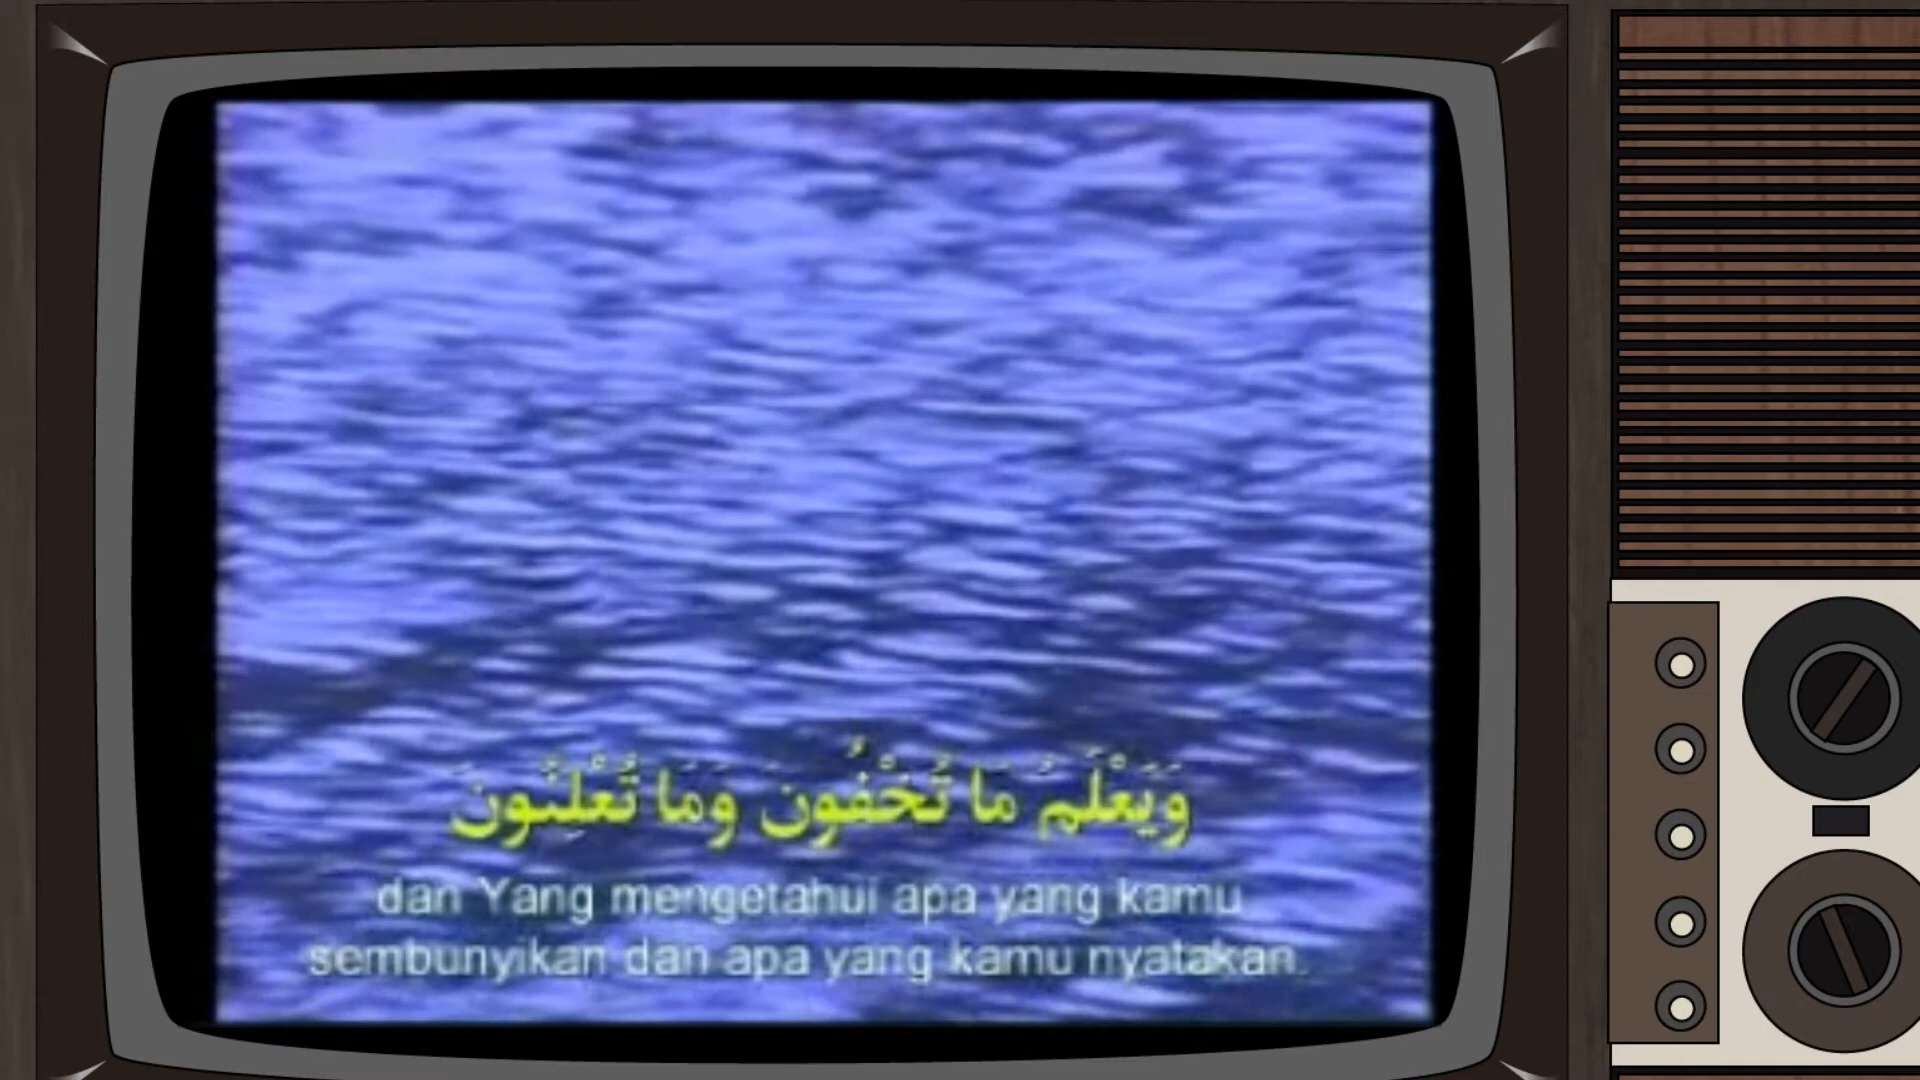 وَيَعْلَمُ مَا تُخْفُونَ وَمَا تُعْلِنُونَ
dan Yang mengetahui apa yang kamu
sembunyikan dan apa yang kamu nyatakan.